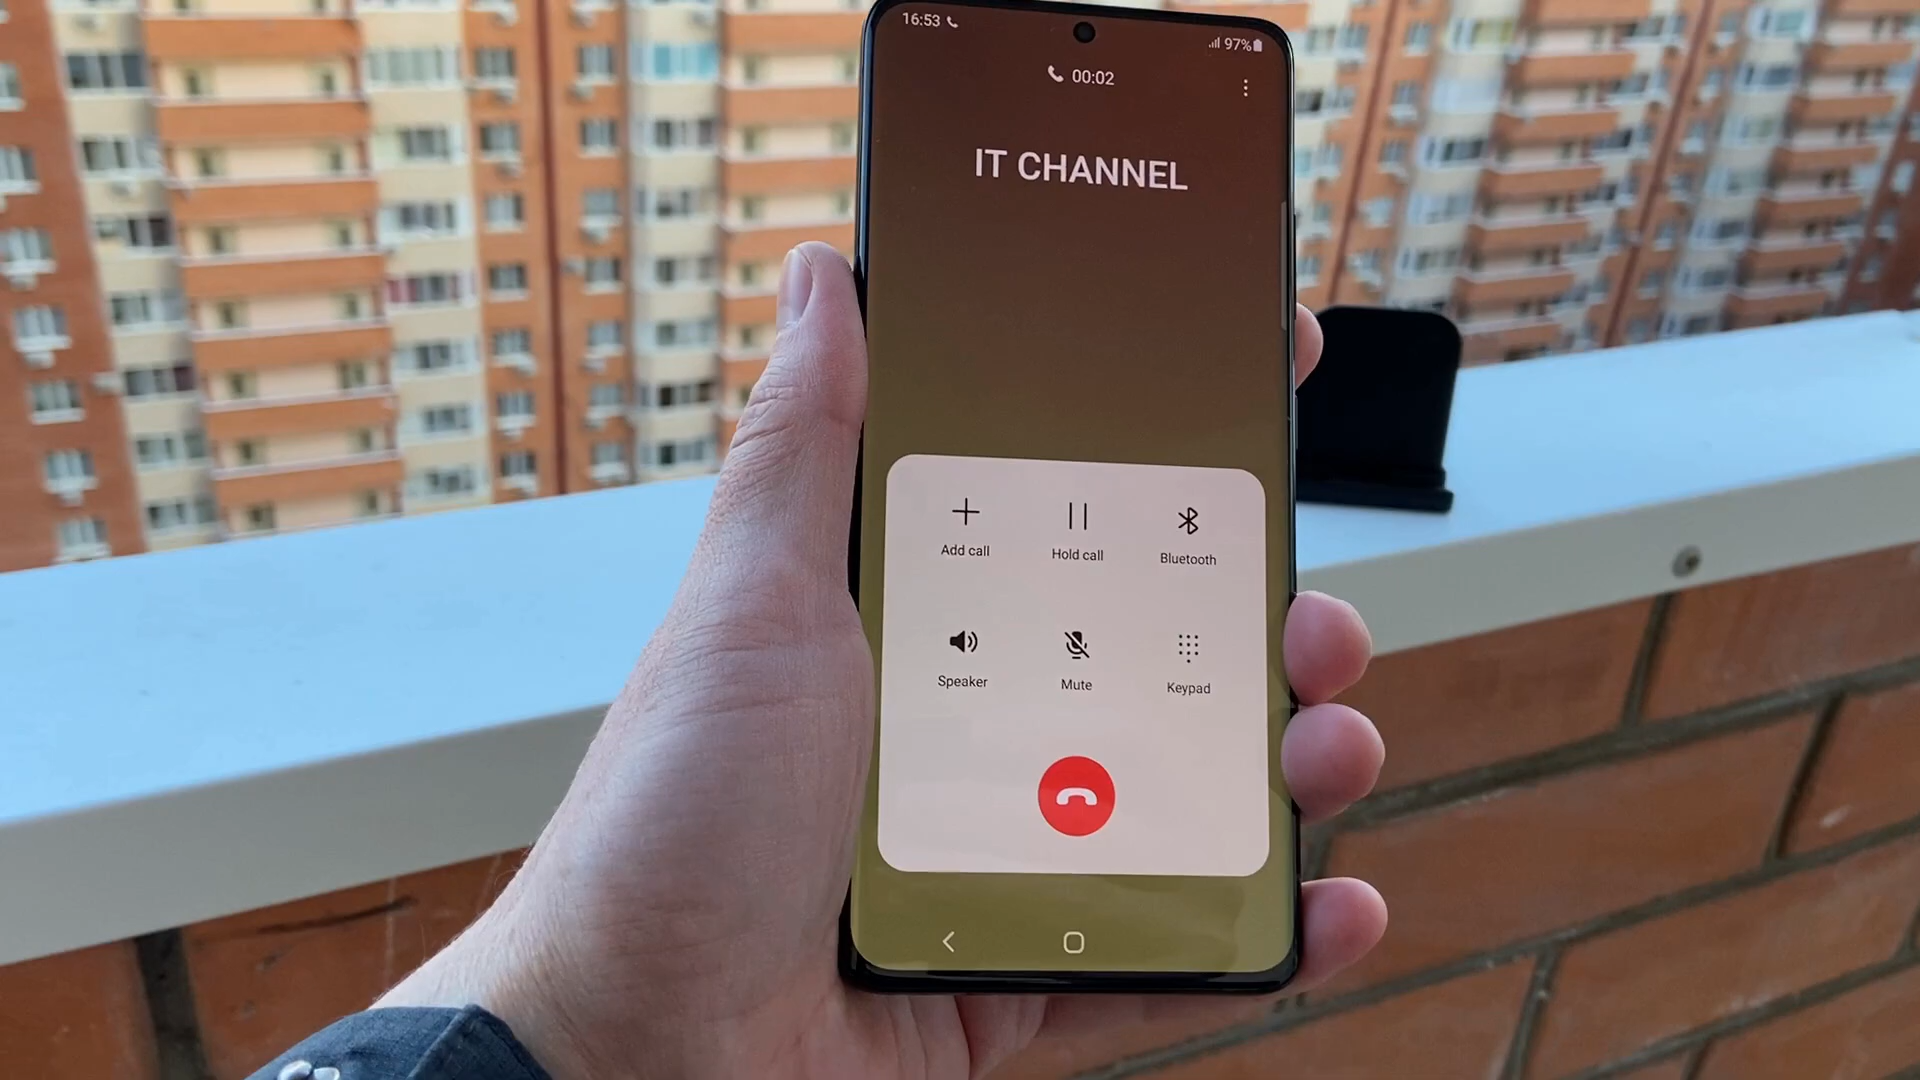 16:53
97%
00:02
IT CHANNEL
Add call
Hold call
Bluetooth
Speaker
Mute
Keypad